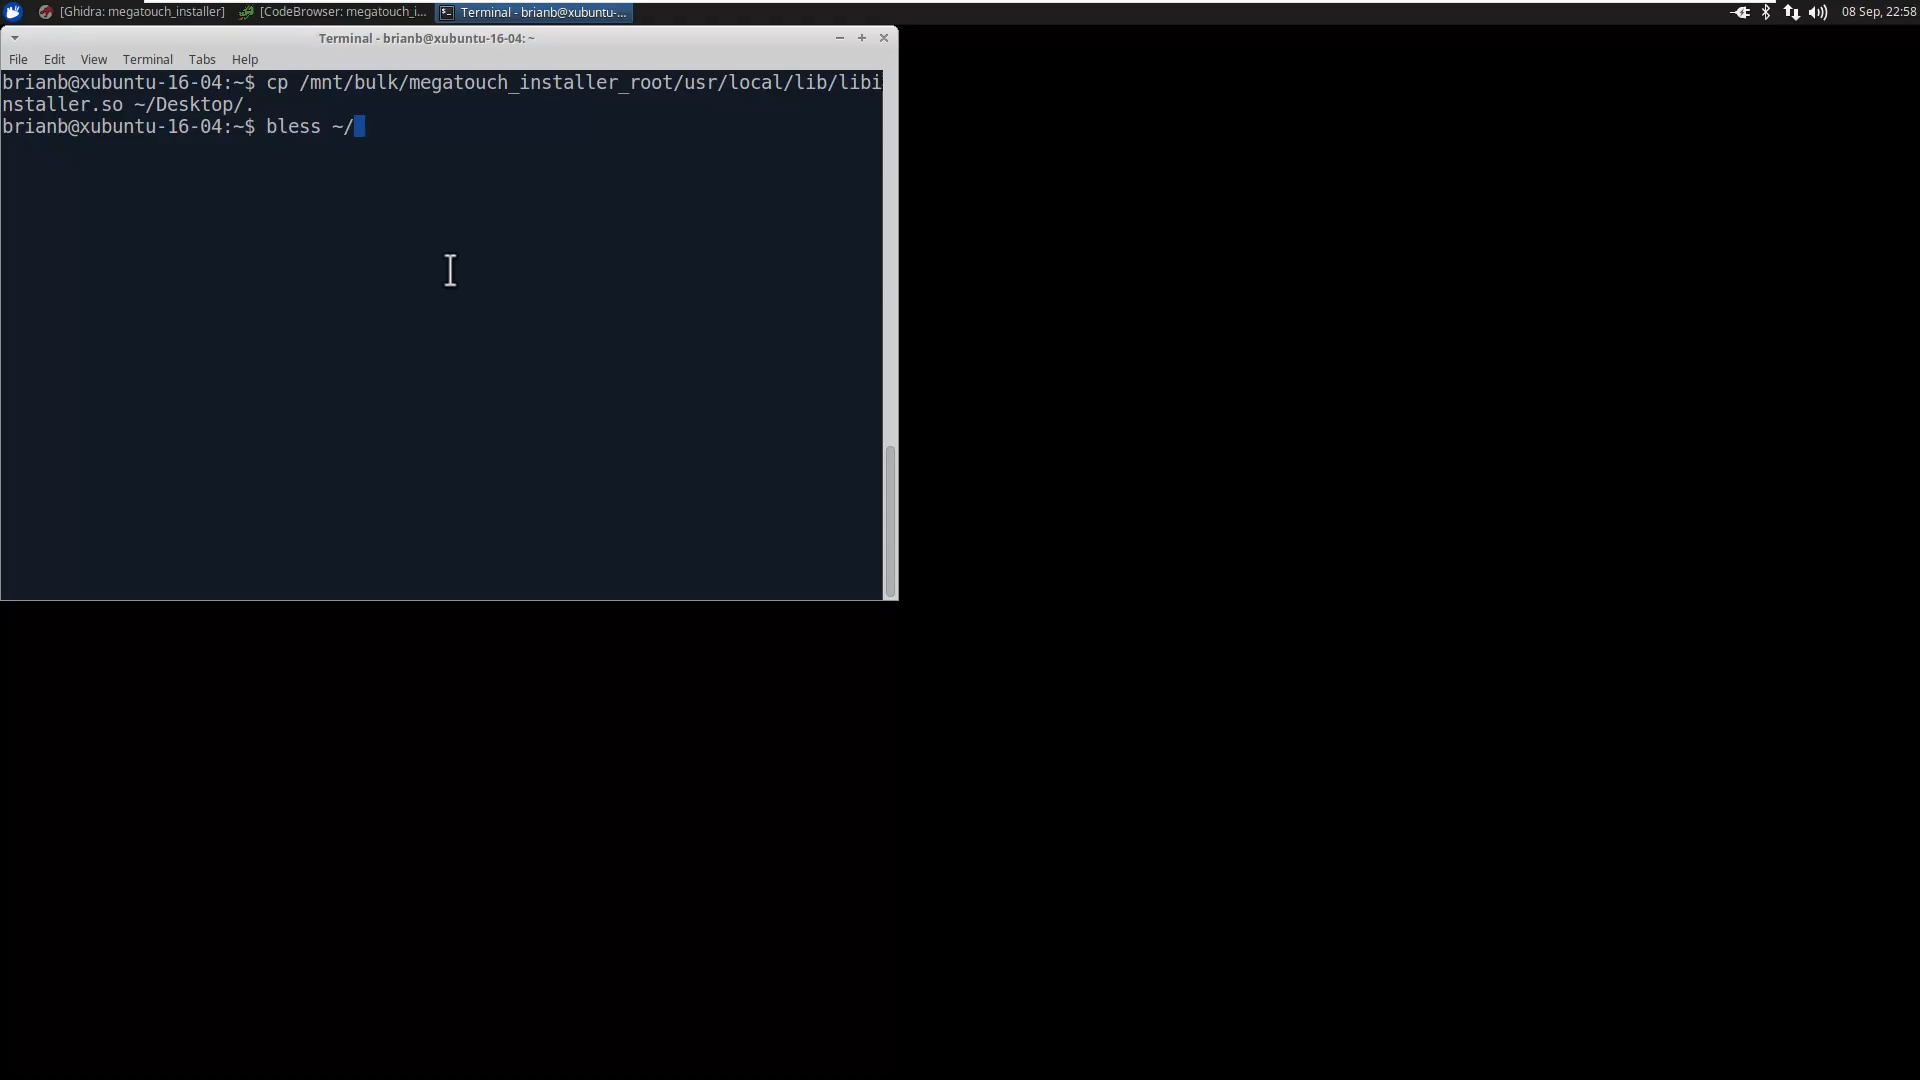 [Ghidra: megatouch_installer] [CodeBrowser: megatouch_i... Terminal - brianb@xubuntu-... 08 Sep, 22:58
Terminal - brianb@xubuntu-16-04: ~
File Edit View Terminal Tabs Help
brianb@xubuntu-16-04:~$ cp /mnt/bulk/megatouch_installer_root/usr/local/lib/libi
nstaller.so ~/Desktop/.
brianb@xubuntu-16-04:~$ bless ~/